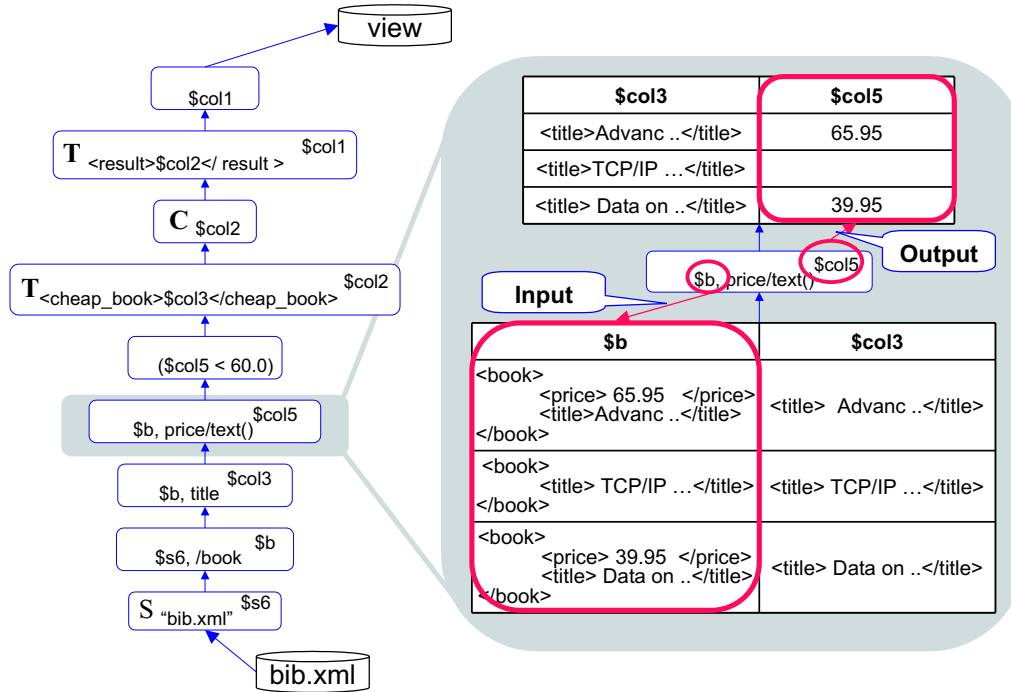 view
$col1
T <result>$col2</ result > $col1
C $col2
T <cheap_book>$col3</cheap_book> $col2
($col5 < 60.0)
$b, price/text() $col5
$b, title $col3
$s6, /book $b
S “bib.xml” $s6
bib.xml
$col3 $col5
<title>Advanc ..</title> 65.95
<title>TCP/IP …</title>
<title> Data on ..</title> 39.95
Output
$b, price/text() $col5
Input
$b $col3
<book>
<price> 65.95 </price>
<title>Advanc ..</title>
</book>
<title> Advanc ..</title>
<book>
<title> TCP/IP …</title>
</book>
<title> TCP/IP …</title>
<book>
<price> 39.95 </price>
<title> Data on ..</title>
</book>
<title> Data on ..</title>